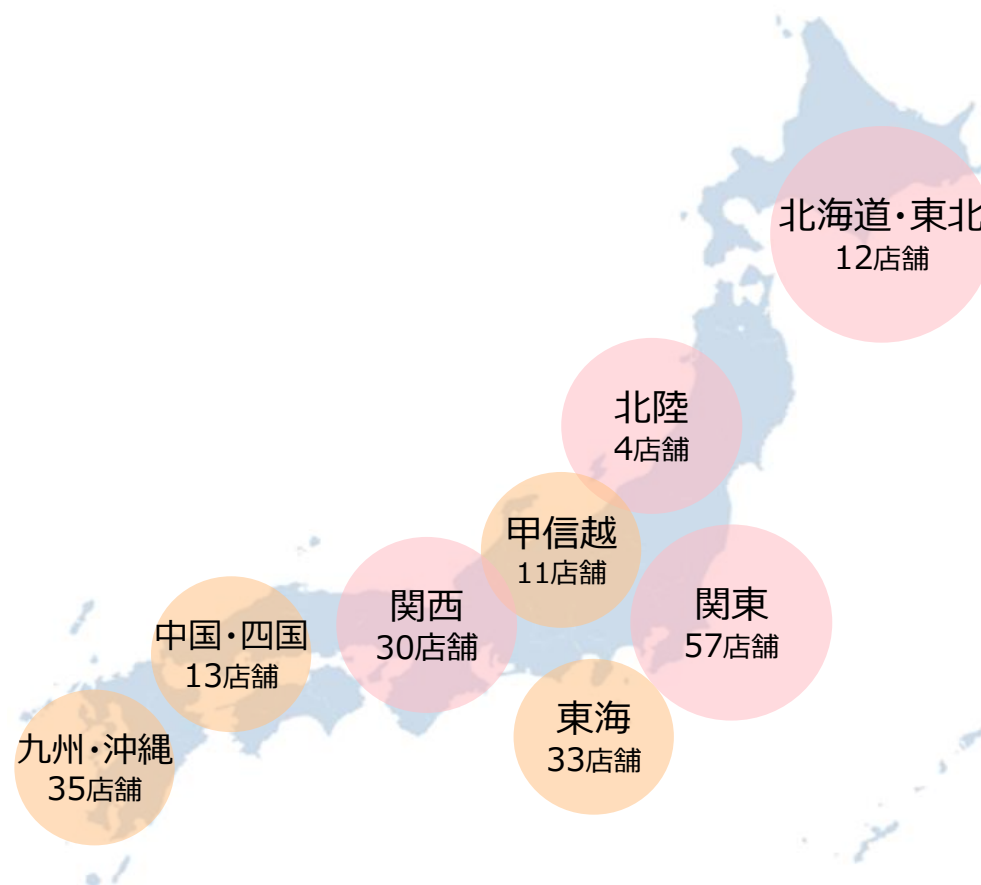 北海道・東北
12店舗
北陸
4店舗
甲信越
11店舗
関西
30店舗
関東
57店舗
中国・四国
13店舗
東海
33店舗
九州・沖縄
35店舗